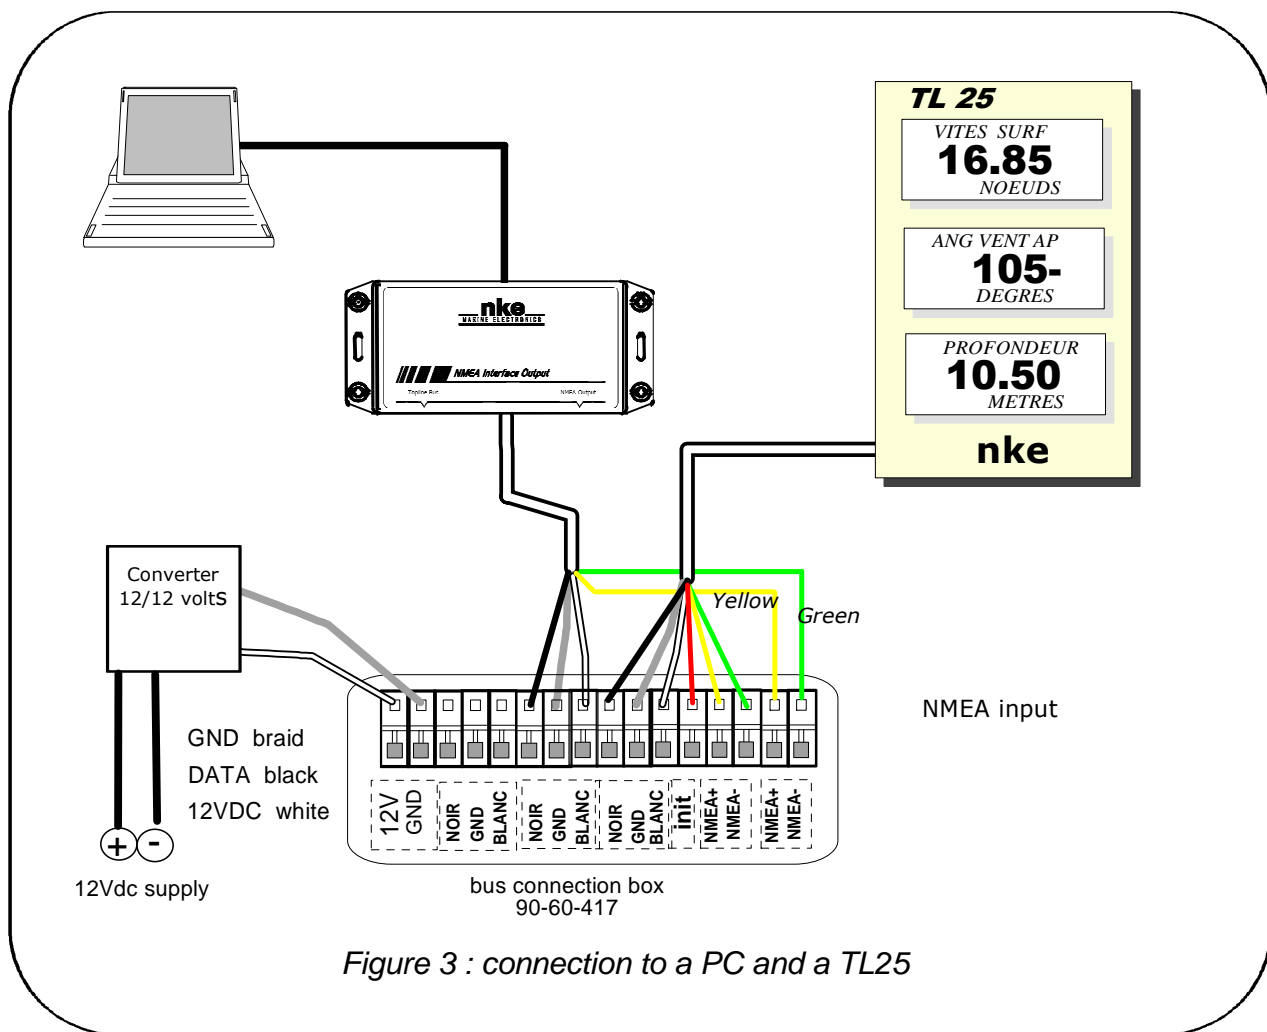 TL 25
VITES SURF
16.85
NOEUDS
ANG VENT AP
105-
DEGRES
PROFONDEUR
10.50
METRES
nke
nke
MARINE ELECTRONICS
NMEA Interface Output
Topline Bus
NMEA Output
Converter
12/12 voltS
Yellow
Green
NMEA input
GND braid
DATA black
12VDC white
+
-
12Vdc supply
12V
GND
NOIR
GND
BLANC
NOIR
GND
BLANC
NOIR
GND
BLANC
init
NMEA+
NMEA-
NMEA+
NMEA-
bus connection box
90-60-417
Figure 3 : connection to a PC and a TL25